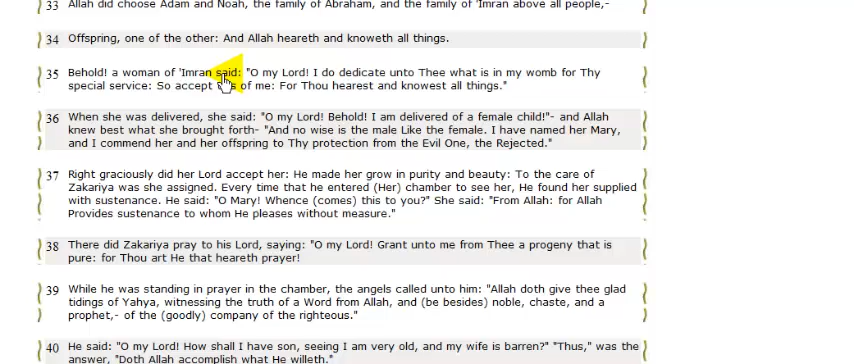 33 Allah did choose Adam and Noah, the family of Abraham, and the family of 'Imran above all people,-
34 Offspring, one of the other: And Allah heareth and knoweth all things.
35 Behold! a woman of 'Imran said: "O my Lord! I do dedicate unto Thee what is in my womb for Thy
special service: So accept of me: For Thou hearest and knowest all things."
36 When she was delivered, she said: "O my Lord! Behold! I am delivered of a female child!"- and Allah
knew best what she brought forth- "And no wise is the male Like the female. I have named her Mary,
and I commend her and her offspring to Thy protection from the Evil One, the Rejected."
37 Right graciously did her Lord accept her: He made her grow in purity and beauty: To the care of
Zakariya was she assigned. Every time that he entered (Her) chamber to see her, He found her supplied
with sustenance. He said: "O Mary! Whence (comes) this to you?" She said: "From Allah: for Allah
Provides sustenance to whom He pleases without measure."
38 There did Zakariya pray to his Lord, saying: "O my Lord! Grant unto me from Thee a progeny that is
pure: for Thou art He that heareth prayer!
39 While he was standing in prayer in the chamber, the angels called unto him: "Allah doth give thee glad
tidings of Yahya, witnessing the truth of a Word from Allah, and (be besides) noble, chaste, and a
prophet,- of the (goodly) company of the righteous."
40 He said: "O my Lord! How shall I have son, seeing I am very old, and my wife is barren?" "Thus," was the
answer, "Doth Allah accomplish what He willeth."